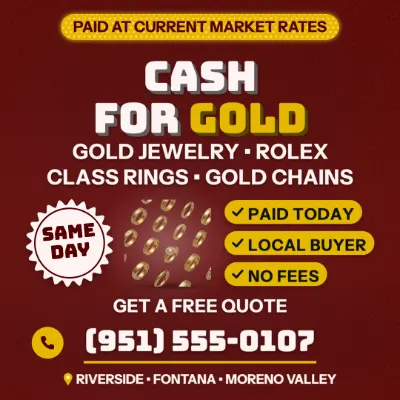 PAID AT CURRENT MARKET RATES
CASH
FOR GOLD
GOLD JEWELRY ▪ ROLEX
CLASS RINGS ▪ GOLD CHAINS
SAME
DAY
✓ PAID TODAY
✓ LOCAL BUYER
✓ NO FEES
GET A FREE QUOTE
(951) 555-0107
RIVERSIDE ▪ FONTANA ▪ MORENO VALLEY